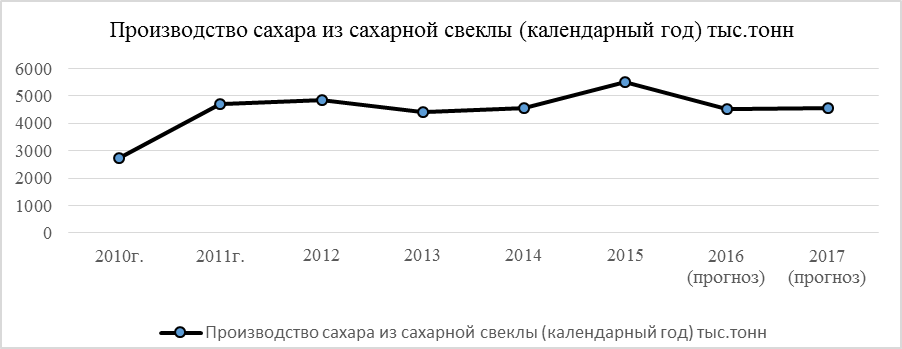 Производство сахара из сахарной свеклы (календарный год) тыс.тонн
6000
5000
4000
3000
2000
1000
0
2010г.
2011г.
2012
2013
2014
2015
2016
(прогноз)
2017
(прогноз)
Производство сахара из сахарной свеклы (календарный год) тыс.тонн